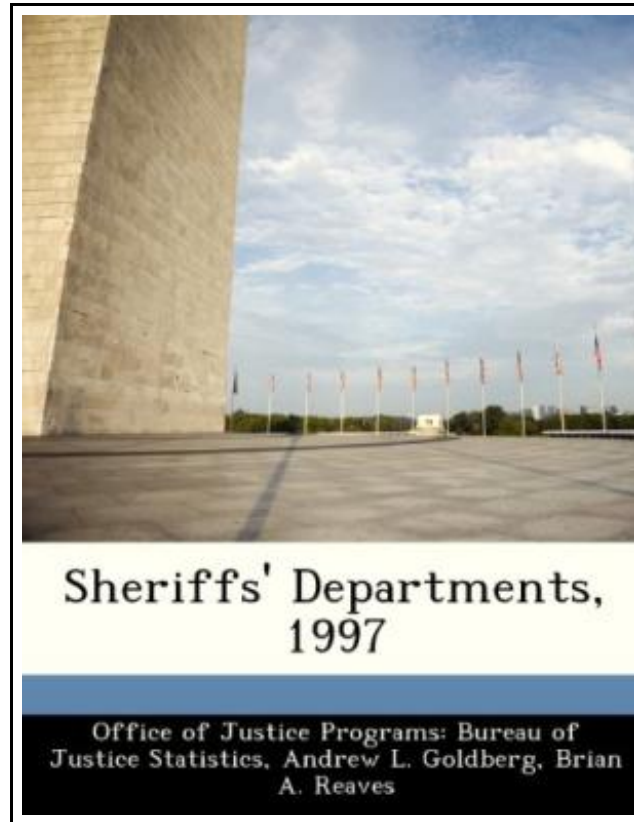 Sheriffs' Departments,
1997
Office of Justice Programs: Bureau of
Justice Statistics, Andrew L. Goldberg, Brian
A. Reaves